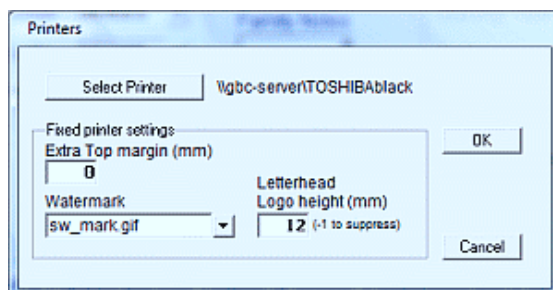 Printers
Select Printer \\gbc-server\TOSHIBAblack
Fixed printer settings
Extra Top margin (mm)
0
OK
Letterhead
Watermark Logo height (mm)
sw_mark.gif 12 (-1 to suppress)
Cancel